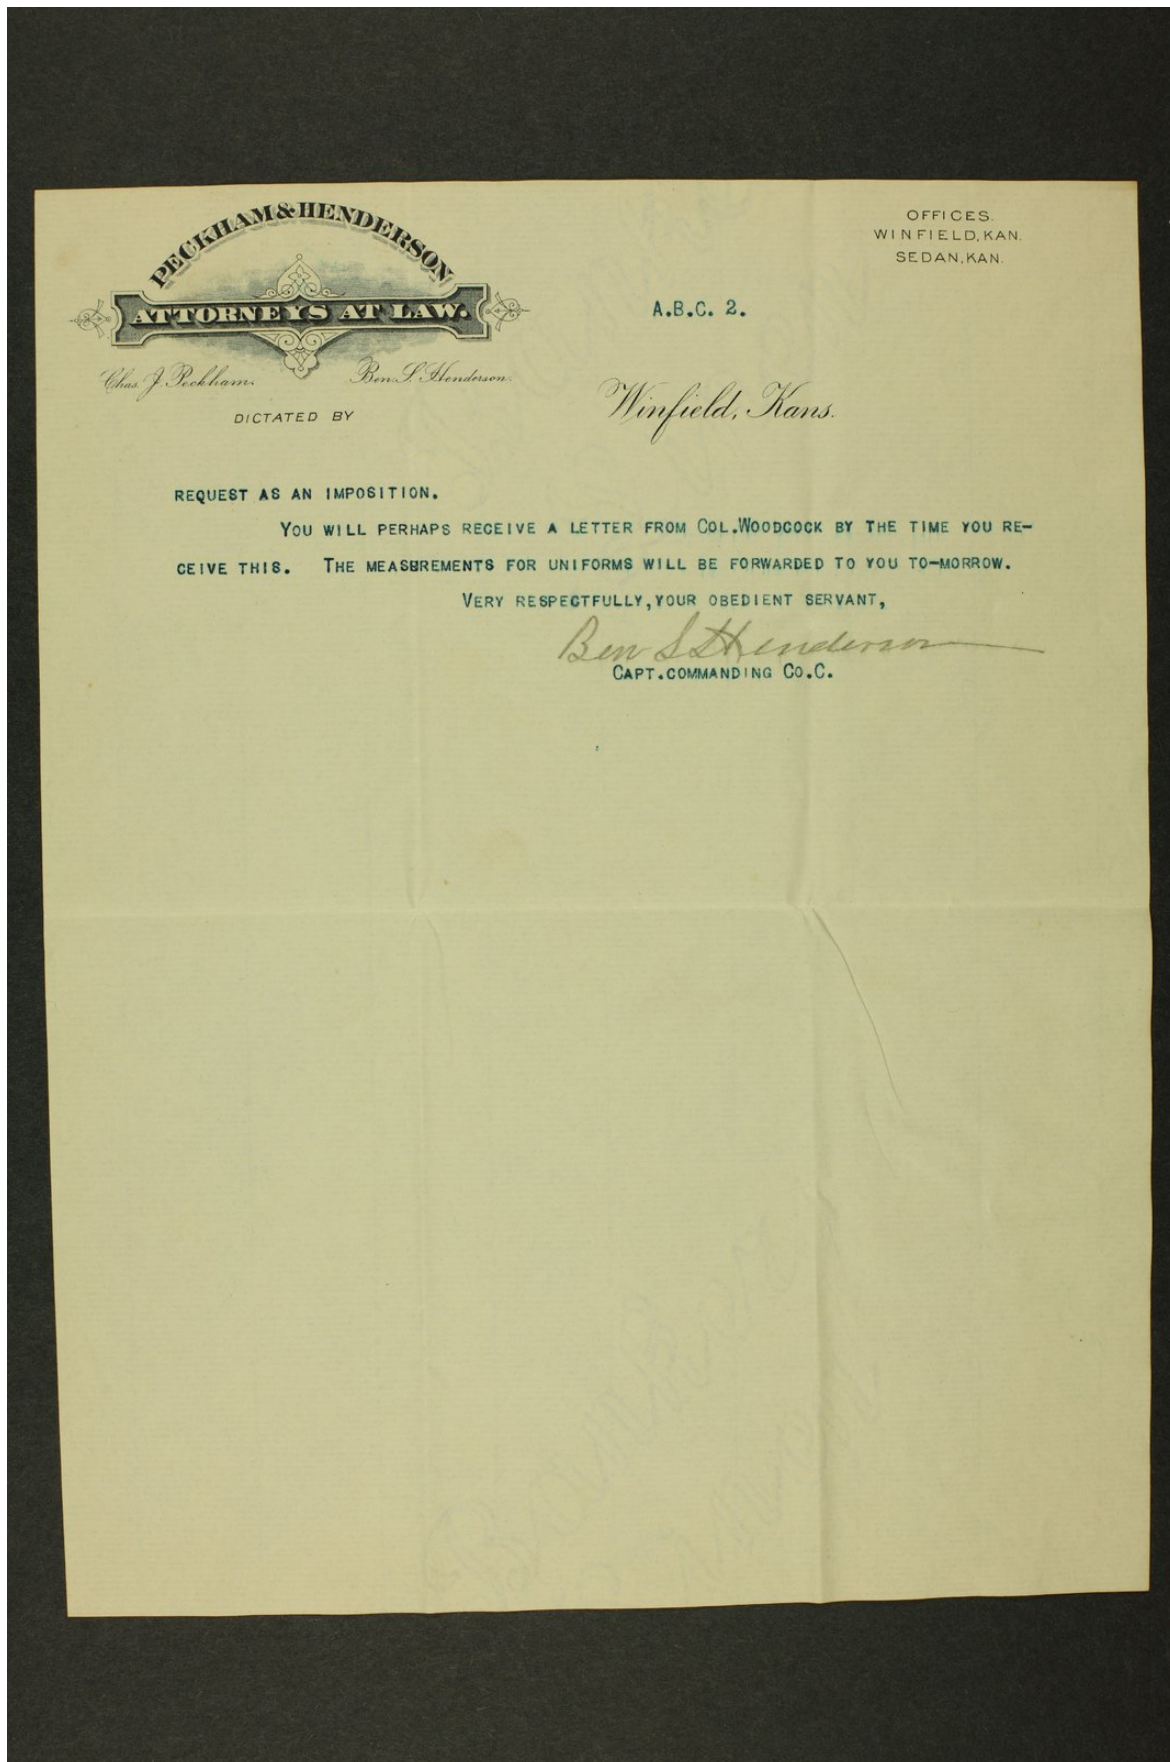 PECKHAM & HENDERSON
ATTORNEYS AT LAW.
Chas. J. Peckham. Ben. S. Henderson.
DICTATED BY
OFFICES.
WINFIELD, KAN.
SEDAN, KAN.
A.B.C. 2.
Winfield, Kans.
REQUEST AS AN IMPOSITION.
YOU WILL PERHAPS RECEIVE A LETTER FROM COL.WOODCOCK BY THE TIME YOU RE-
CEIVE THIS. THE MEASUREMENTS FOR UNIFORMS WILL BE FORWARDED TO YOU TO-MORROW.
VERY RESPECTFULLY,YOUR OBEDIENT SERVANT,
Ben S Henderson
CAPT.COMMANDING CO.C.